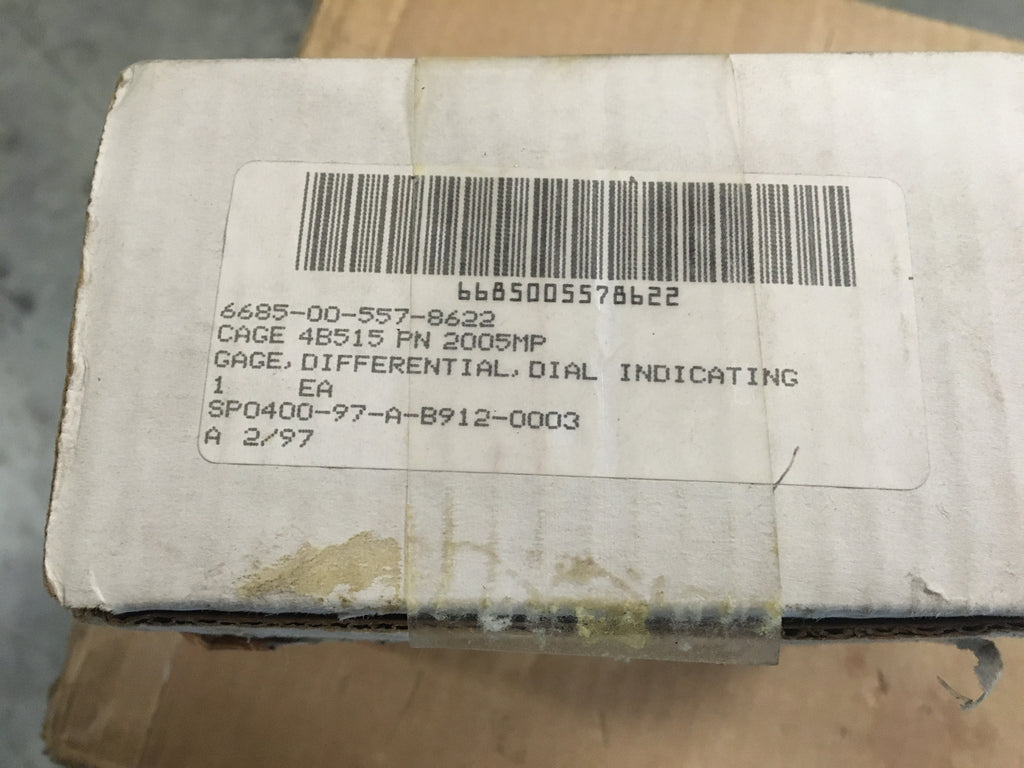 6685005578622
6685-00-557-8622
CAGE 4B515 PN 2005MP
GAGE, DIFFERENTIAL, DIAL INDICATING
1 EA
SP0400-97-A-B912-0003
A 2/97